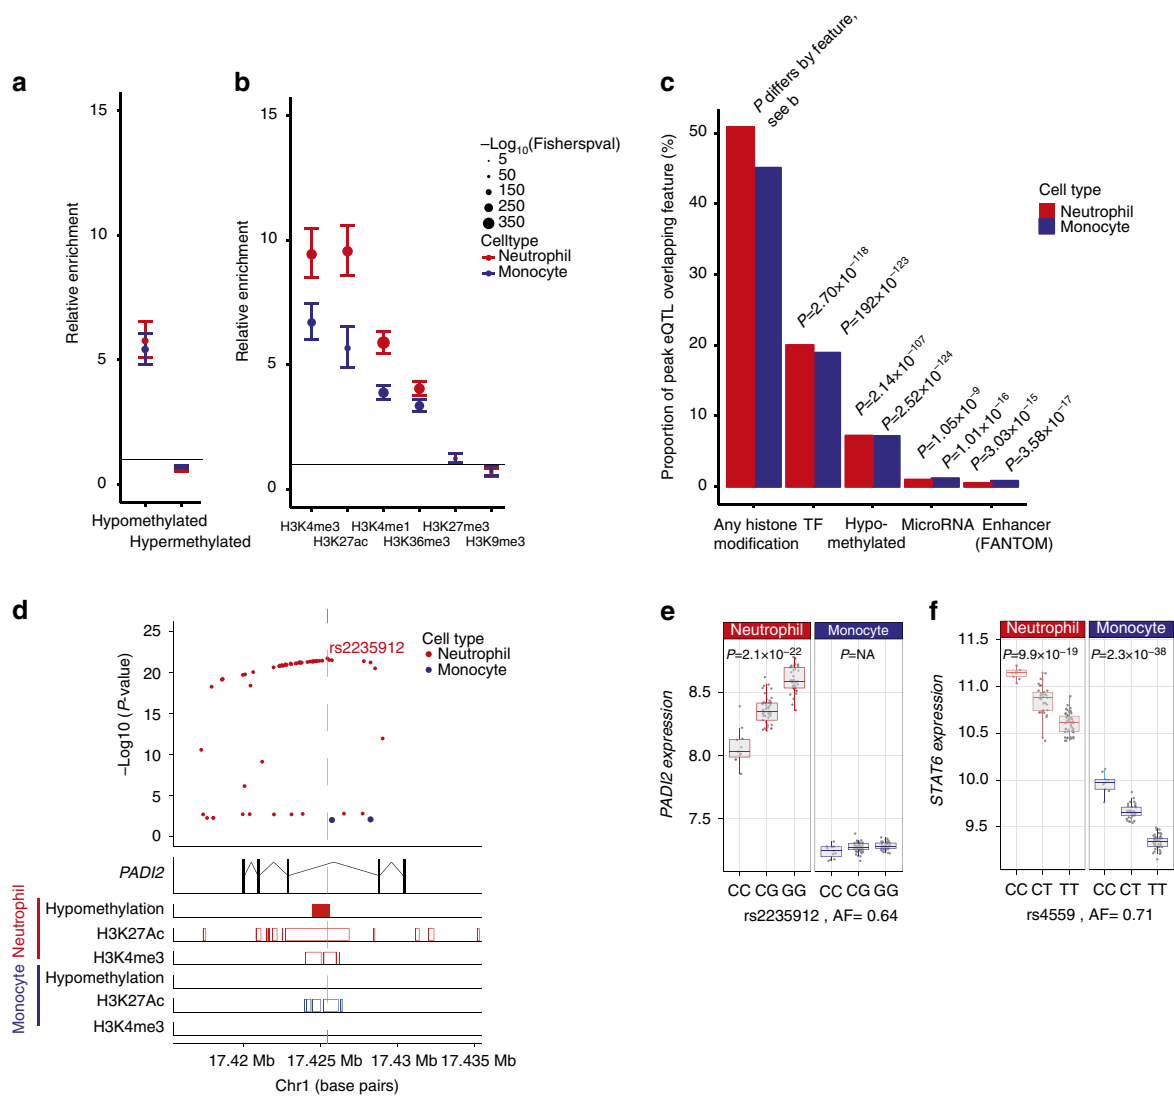 a
15
10
5
0
Relative enrichment
Hypomethylated
Hypermethylated
b
15
10
5
0
Relative enrichment
–Log10(Fisherspval)
5
50
150
250
350
Celltype
Neutrophil
Monocyte
H3K4me3
H3K27ac
H3K4me1
H3K36me3
H3K27me3
H3K9me3
c
50
40
30
20
10
0
Proportion of peak eQTL overlapping feature (%)
P differs by feature,
see b
P=2.70×10−118
P=192×10−123
P=2.14×10−107
P=2.52×10−124
P=1.05×10−9
P=1.01×10−16
P=3.03×10−15
P=3.58×10−17
Cell type
Neutrophil
Monocyte
Any histone
modification
TF
Hypo-
methylated
MicroRNA
Enhancer
(FANTOM)
d
25
20
15
10
5
0
–Log10 (P-value)
rs2235912
Cell type
Neutrophil
Monocyte
PADI2
Neutrophil
Hypomethylation
H3K27Ac
H3K4me3
Monocyte
Hypomethylation
H3K27Ac
H3K4me3
17.42 Mb
17.425 Mb
17.43 Mb
17.435 Mb
Chr1 (base pairs)
e
Neutrophil
Monocyte
P=2.1×10−22
P=NA
8.5
8.0
7.5
PADI2 expression
CC CG GG
CC CG GG
rs2235912 , AF= 0.64
f
Neutrophil
Monocyte
P=9.9×10−19
P=2.3×10−38
11.5
11.0
10.5
10.0
9.5
STAT6 expression
CC CT TT
CC CT TT
rs4559 , AF= 0.71